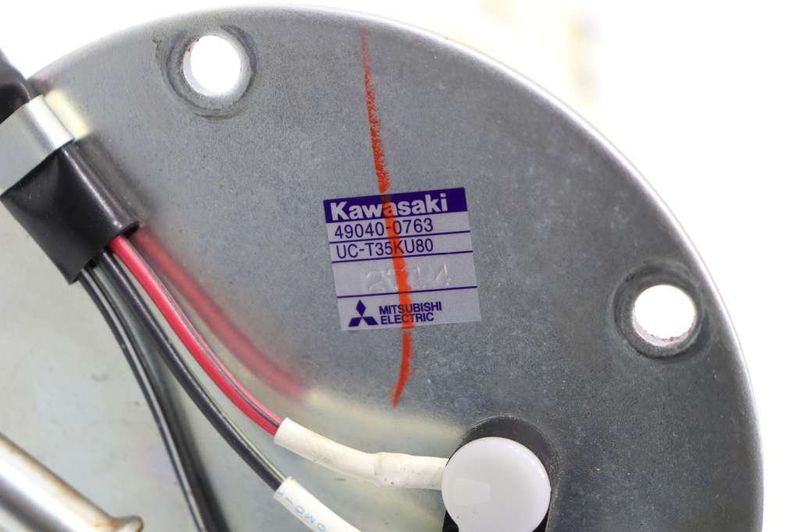 Kawasaki
49040-0763
UC-T35KU80
MITSUBISHI
ELECTRIC